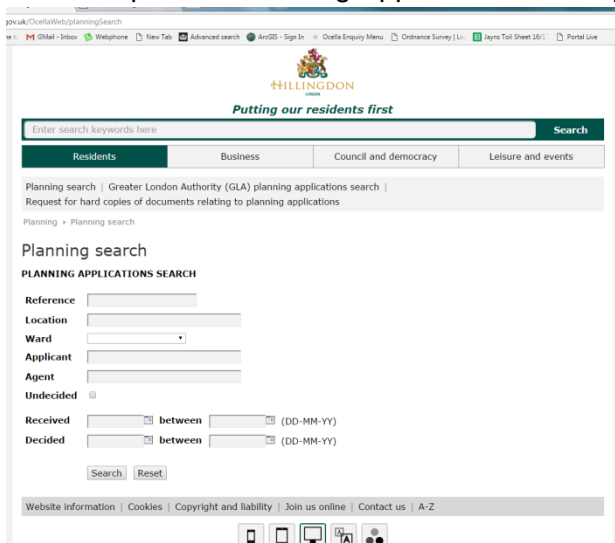 gov.uk/OcellaWeb/planningSearch
GMail - Inbox Webphone New Tab Advanced search ArcGIS - Sign In Ocella Enquiry Menu Ordnance Survey | Jayns Toil Sheet 16/ Portal Live
HILLINGDON
LONDON
Putting our residents first
Enter search keywords here Search
Residents Business Council and democracy Leisure and events
Planning search | Greater London Authority (GLA) planning applications search |
Request for hard copies of documents relating to planning applications
Planning › Planning search
Planning search
PLANNING APPLICATIONS SEARCH
Reference
Location
Ward
Applicant
Agent
Undecided
Received between (DD-MM-YY)
Decided between (DD-MM-YY)
Search Reset
Website information | Cookies | Copyright and liability | Join us online | Contact us | A-Z